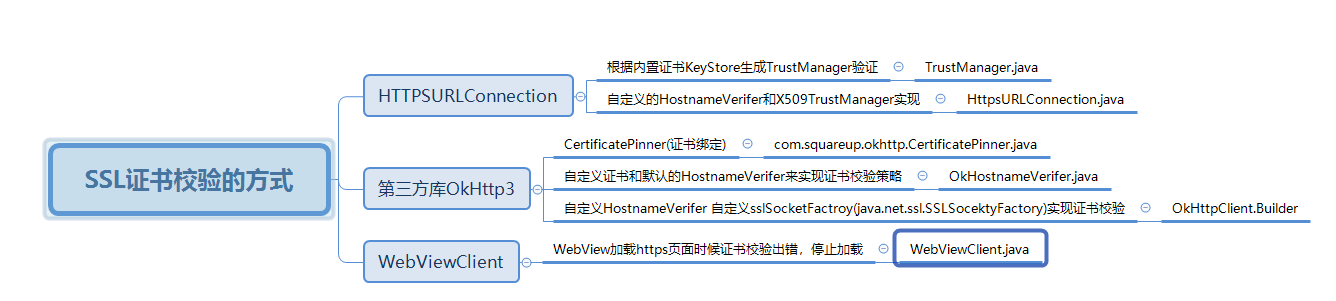 SSL证书校验的方式
HTTPSURLConnection
根据内置证书KeyStore生成TrustManager验证
TrustManager.java
自定义的HostnameVerifer和X509TrustManager实现
HttpsURLConnection.java
第三方库OkHttp3
CertificatePinner(证书绑定)
com.squareup.okhttp.CertificatePinner.java
自定义证书和默认的HostnameVerifer来实现证书校验策略
OkHostnameVerifer.java
自定义HostnameVerifer 自定义sslSocketFactroy(java.net.ssl.SSLSocektyFactory)实现证书校验
OkHttpClient.Builder
WebViewClient
WebView加载https页面时候证书校验出错，停止加载
WebViewClient.java